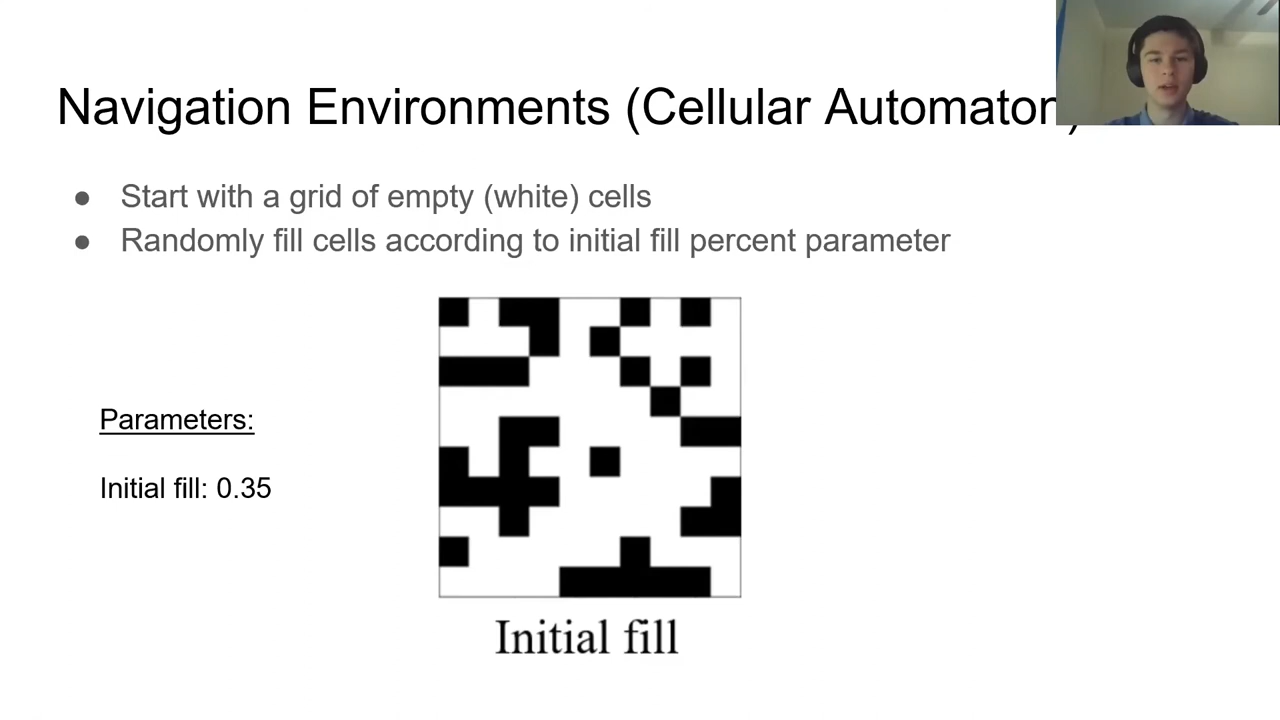 Navigation Environments (Cellular Automaton)
● Start with a grid of empty (white) cells
● Randomly fill cells according to initial fill percent parameter
Parameters:
Initial fill: 0.35
Initial fill